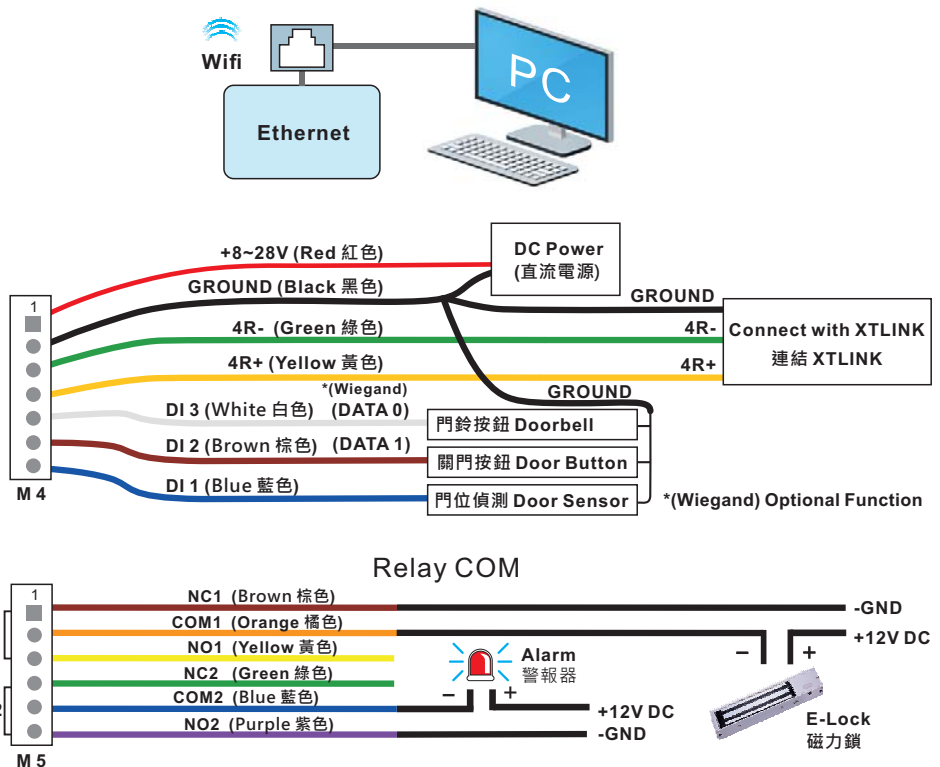 Wifi
PC
Ethernet
+8~28V (Red 紅色)
DC Power
(直流電源)
GROUND (Black 黑色)
GROUND
1
4R- (Green 綠色)
4R-
Connect with XTLINK
連結 XTLINK
4R+ (Yellow 黃色)
4R+
*(Wiegand)
GROUND
DI 3 (White 白色) (DATA 0)
門鈴按鈕 Doorbell
DI 2 (Brown 棕色) (DATA 1)
關門按鈕 Door Button
DI 1 (Blue 藍色)
門位偵測 Door Sensor
*(Wiegand) Optional Function
M 4
Relay COM
1
NC1 (Brown 棕色)
-GND
COM1 (Orange 橘色)
+12V DC
NO1 (Yellow 黃色)
Alarm
警報器
− +
NC2 (Green 綠色)
COM2 (Blue 藍色)
− +
+12V DC
NO2 (Purple 紫色)
-GND
E-Lock
磁力鎖
M 5